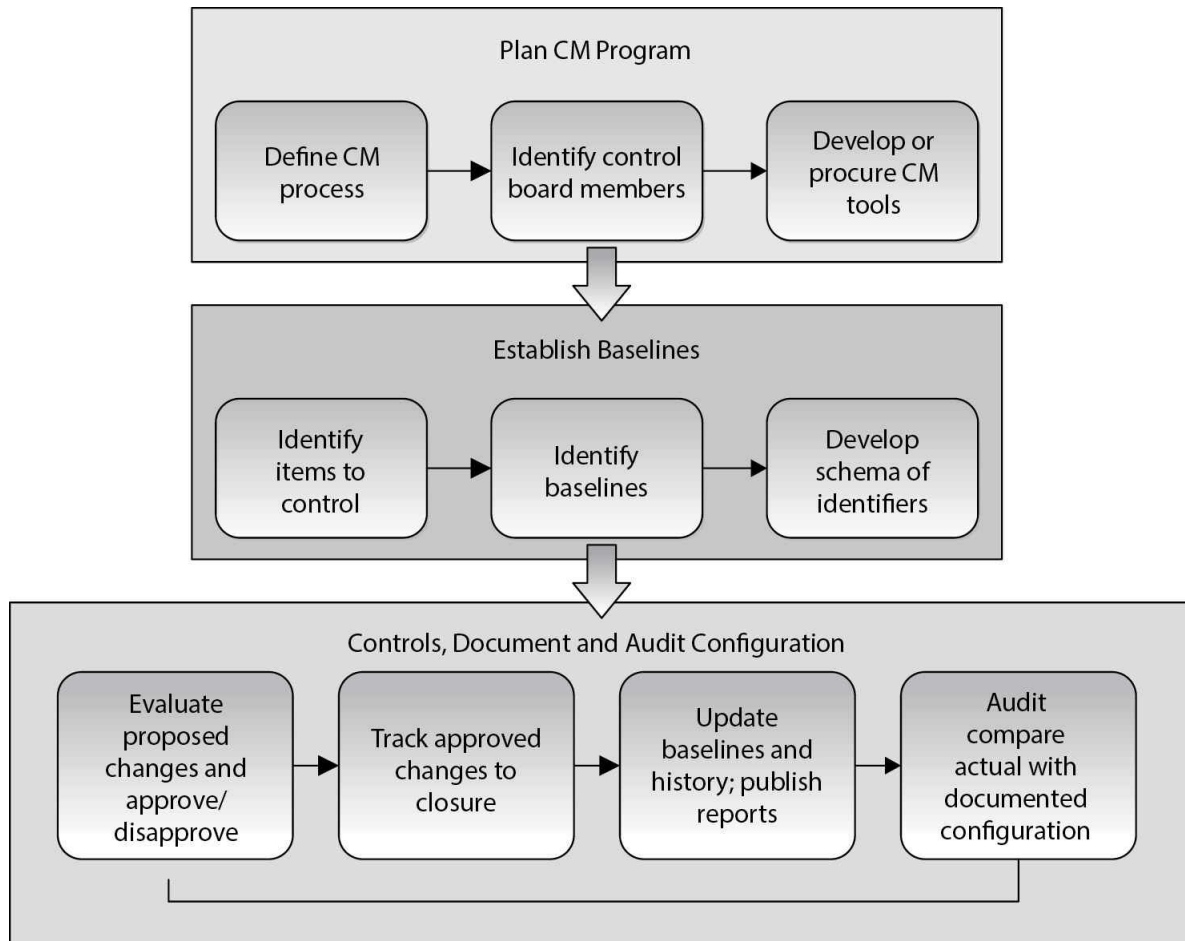 Plan CM Program
Define CM
process
Identify control
board members
Develop or
procure CM
tools
Establish Baselines
Identify
items to
control
Identify
baselines
Develop
schema of
identifiers
Controls, Document and Audit Configuration
Evaluate
proposed
changes and
approve/
disapprove
Track approved
changes to
closure
Update
baselines and
history; publish
reports
Audit
compare
actual with
documented
configuration